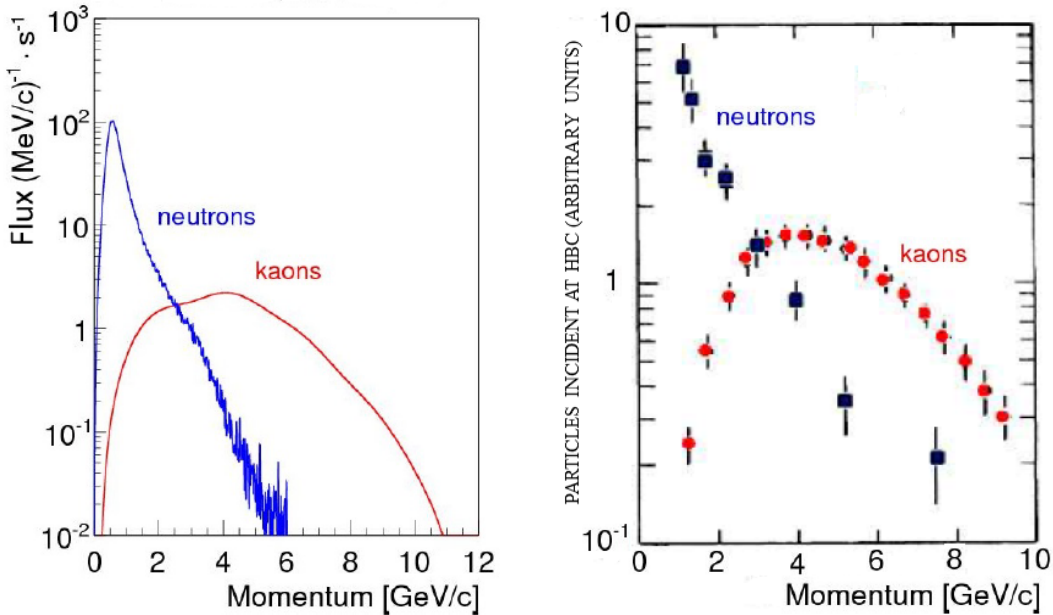 Flux (MeV/c)⁻¹ · s⁻¹
10³
10²
10
1
10⁻¹
10⁻²
neutrons
kaons
0 2 4 6 8 10 12
Momentum [GeV/c]
PARTICLES INCIDENT AT HBC (ARBITRARY UNITS)
10
1
10⁻¹
neutrons
kaons
0 2 4 6 8 10
Momentum [GeV/c]